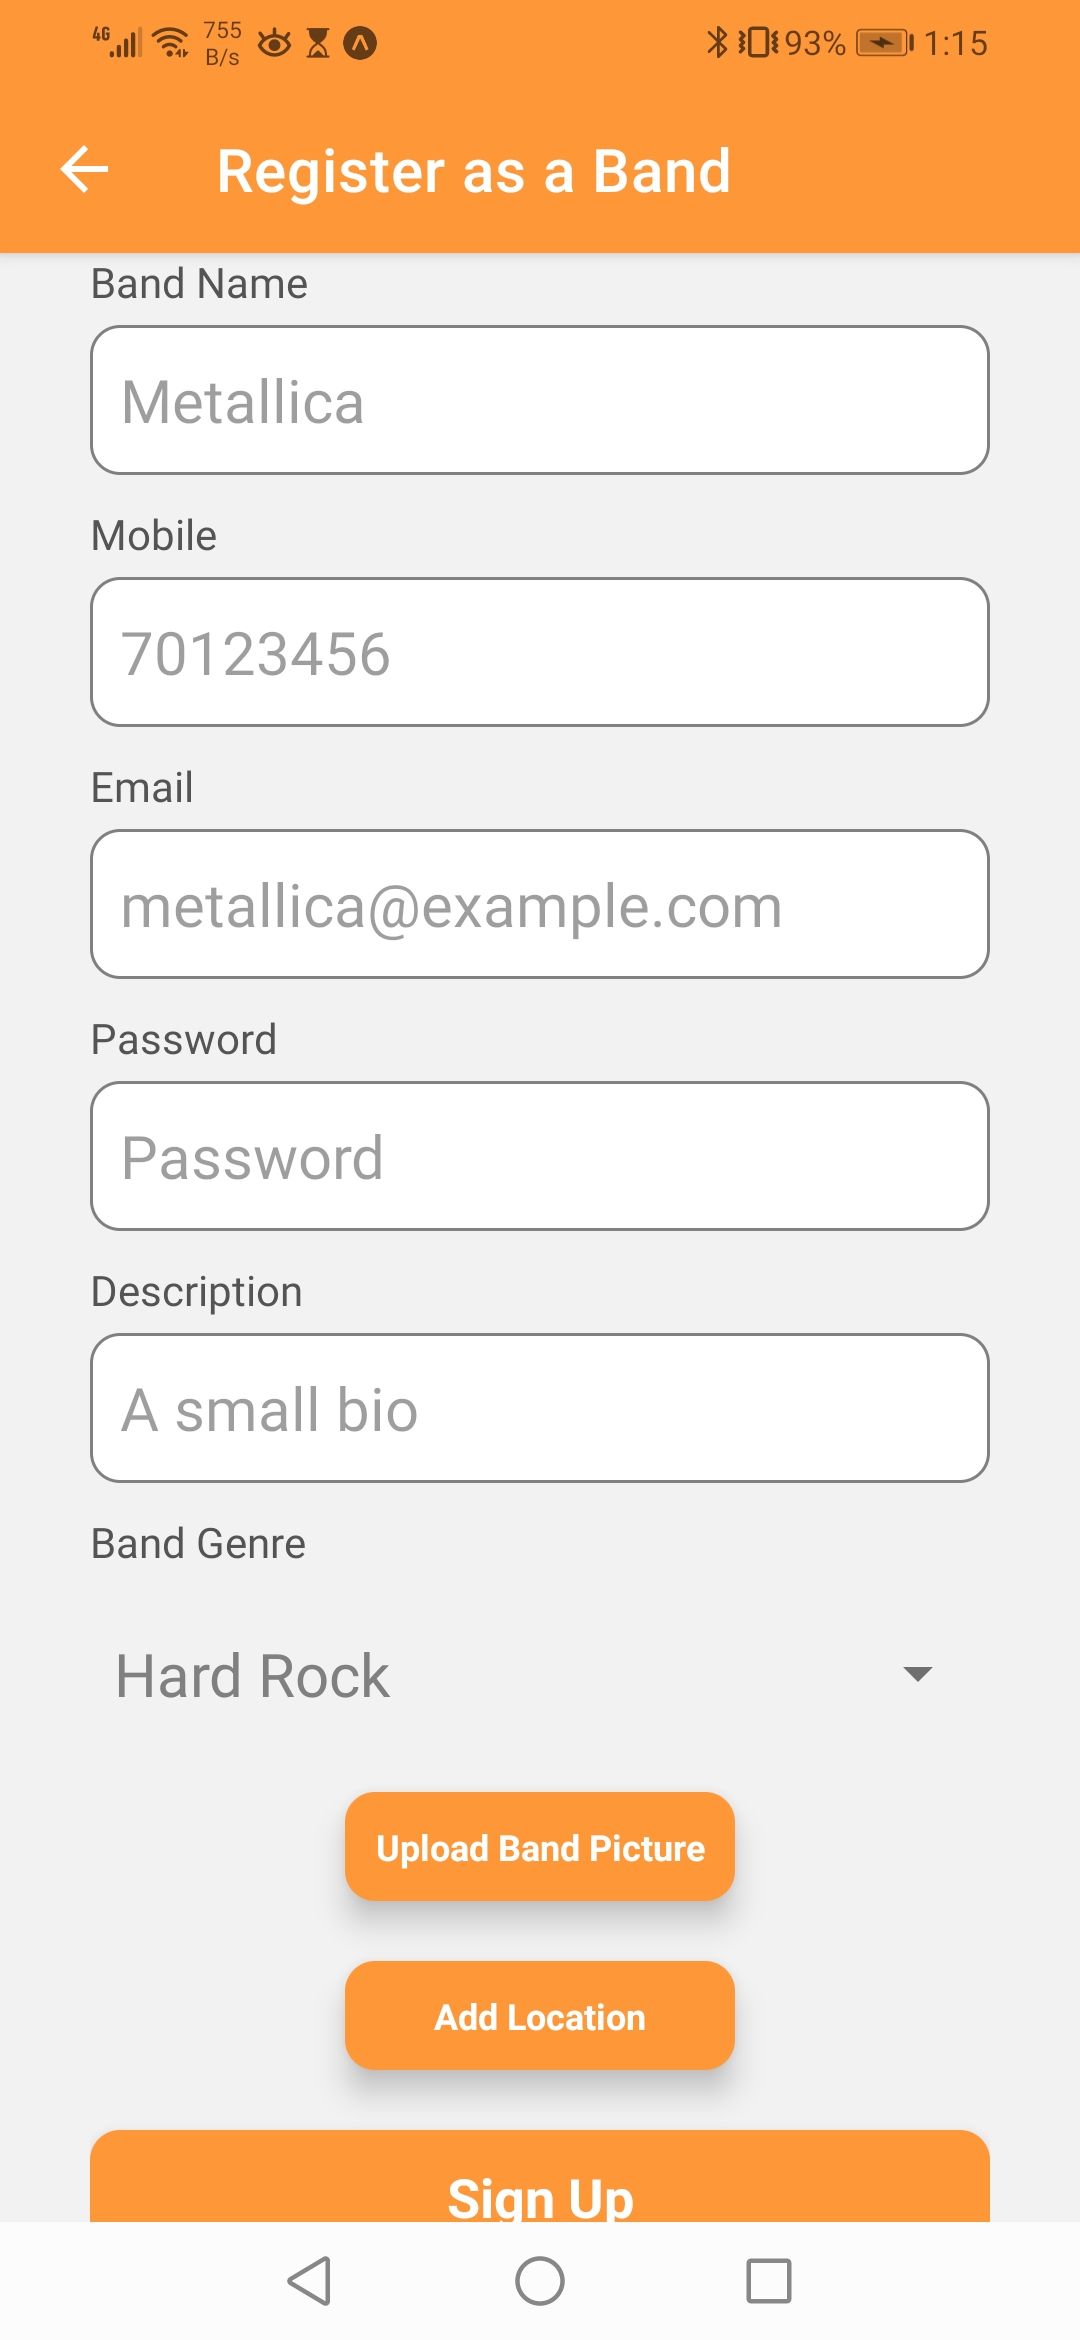 4G 755 B/s 93% 1:15
Register as a Band
Band Name
Metallica
Mobile
70123456
Email
metallica@example.com
Password
Password
Description
A small bio
Band Genre
Hard Rock
Upload Band Picture
Add Location
Sign Up